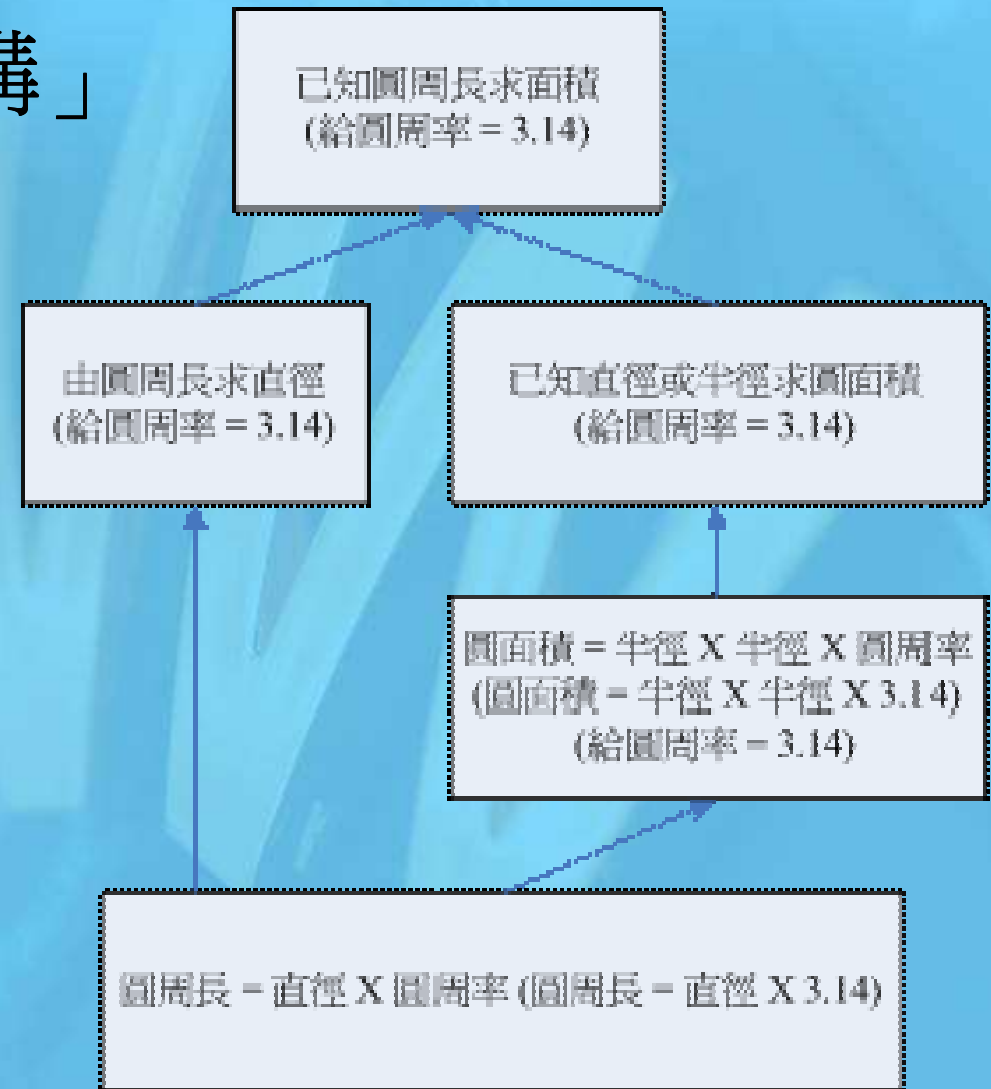 構」
已知圓周長求面積
(給圓周率 = 3.14)
由圓周長求直徑
(給圓周率 = 3.14)
已知直徑或半徑求圓面積
(給圓周率 = 3.14)
圓面積 = 半徑 X 半徑 X 圓周率
(圓面積 = 半徑 X 半徑 X 3.14)
(給圓周率 = 3.14)
圓周長 = 直徑 X 圓周率 (圓周長 = 直徑 X 3.14)